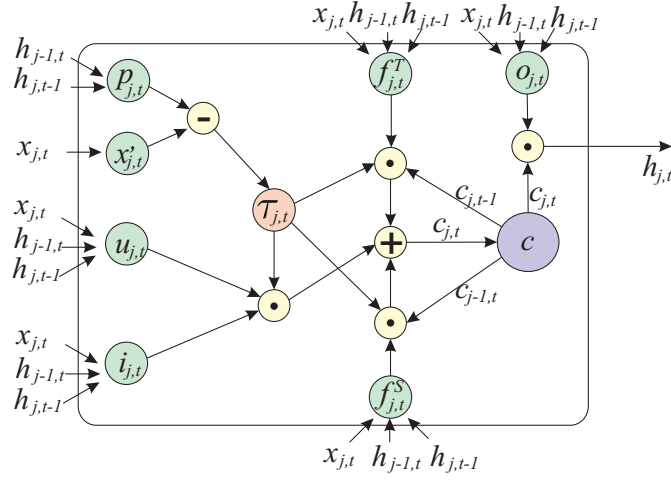 x_{j,t} h_{j-1,t} h_{j,t-1}
x_{j,t} h_{j-1,t} h_{j,t-1}
h_{j-1,t}
h_{j,t-1}
p_{j,t}
f^T_{j,t}
o_{j,t}
-
x_{j,t}
x'_{j,t}
h_{j,t}
c_{j,t-1}
c_{j,t}
τ_{j,t}
x_{j,t}
h_{j-1,t}
h_{j,t-1}
u_{j,t}
+
c_{j,t}
c
c_{j-1,t}
x_{j,t}
h_{j-1,t}
h_{j,t-1}
i_{j,t}
f^S_{j,t}
x_{j,t} h_{j-1,t} h_{j,t-1}